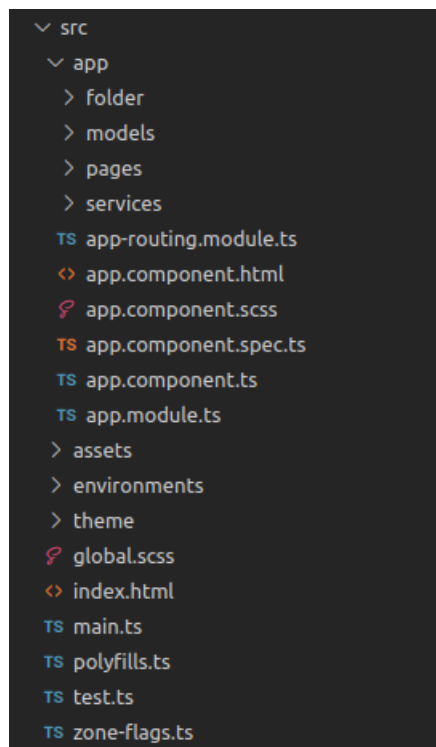 src
app
folder
models
pages
services
TS app-routing.module.ts
<> app.component.html
app.component.scss
TS app.component.spec.ts
TS app.component.ts
TS app.module.ts
assets
environments
theme
global.scss
<> index.html
TS main.ts
TS polyfills.ts
TS test.ts
TS zone-flags.ts